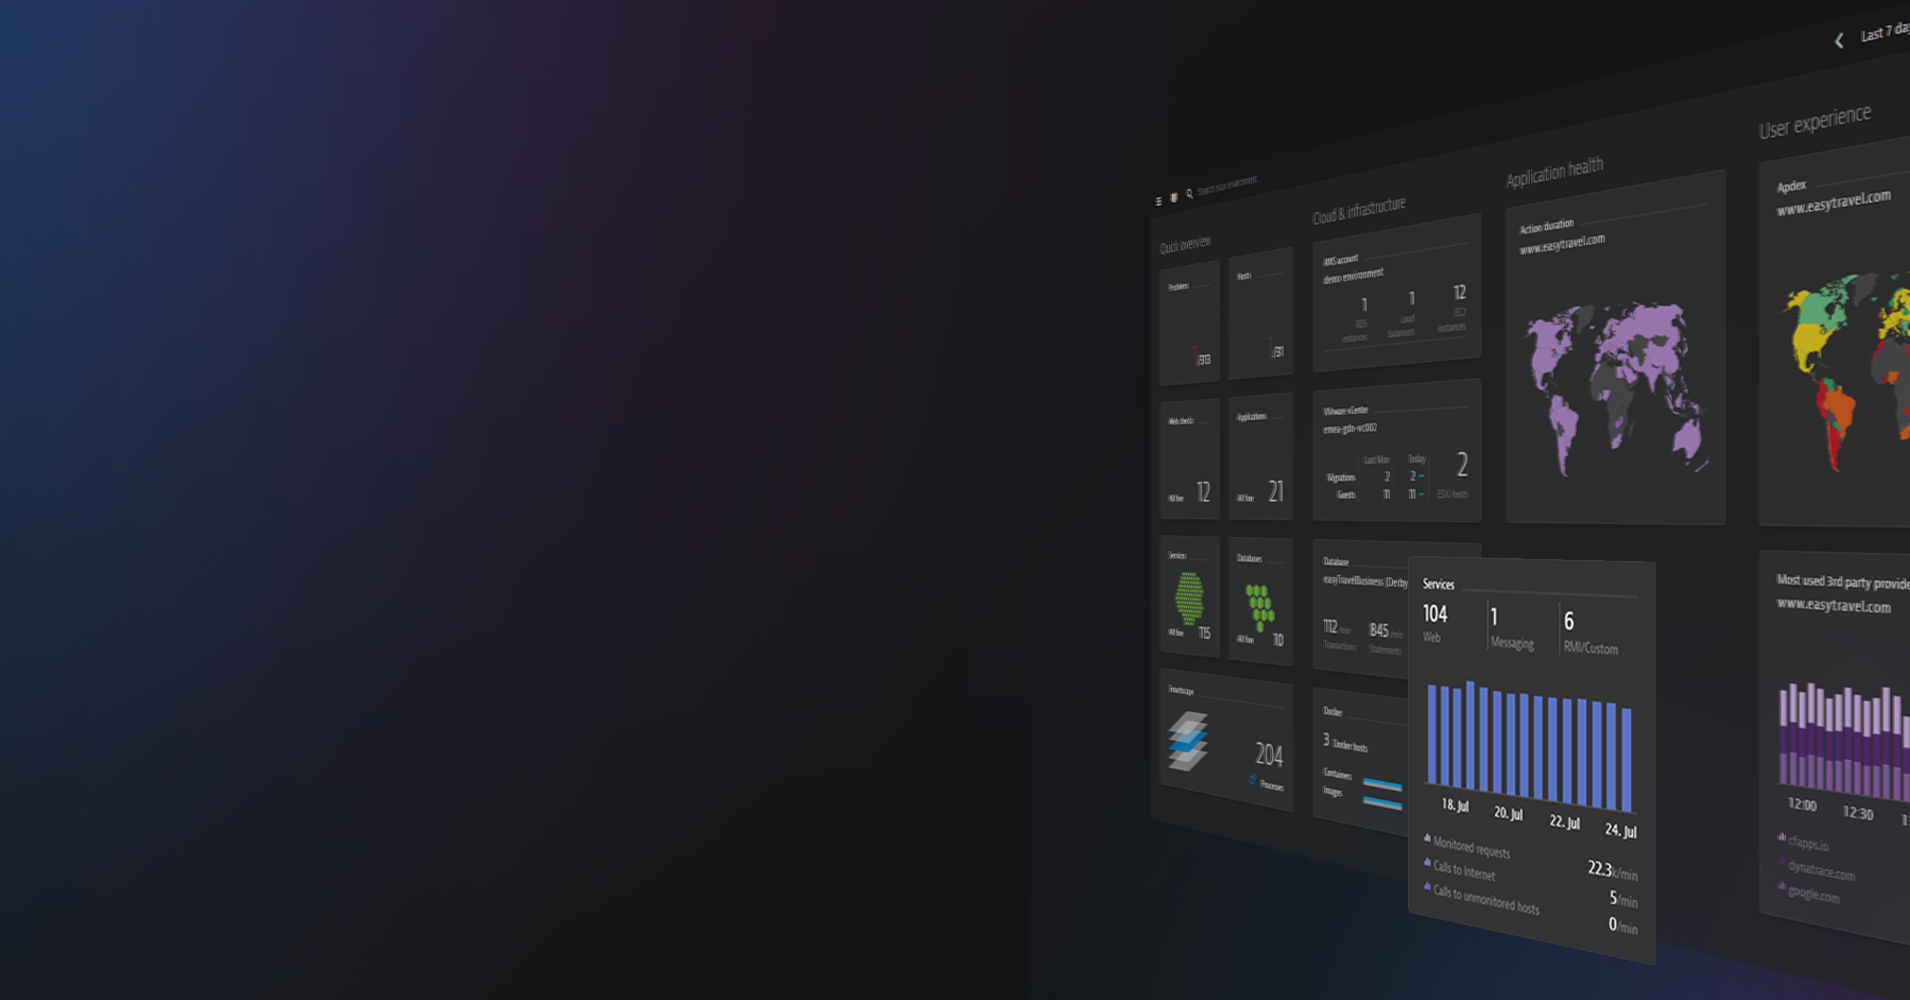 Last 7 da
Search your environment...
Quick overview
Problems
1/313
Hosts
1/31
Web checks
All fine 12
Applications
All fine 21
Services
All fine 115
Databases
All fine 10
Smartscape
204
Processes
Cloud & infrastructure
AWS account
demo environment
1 1 12
RDS instances
Load balancers
EC2 instances
VMware vCenter
emea-gdn-vc002
Last Mon Today
Migrations 2 2
Guests 11 11
2
ESXi hosts
Database
easyTravelBusiness (Derby
112 /min 845 /min
Transactions Statements
Docker
3 Docker hosts
Containers
Images
Application health
Action duration
www.easytravel.com
Services
104 1 6
Web Messaging RMI/Custom
18. Jul 20. Jul 22. Jul 24. Jul
Monitored requests 22.3k/min
Calls to Internet 5/min
Calls to unmonitored hosts 0/min
User experience
Apdex
www.easytravel.com
Most used 3rd party provide
www.easytravel.com
12:00 12:30 1
cfapps.io
dynatrace.com
google.com